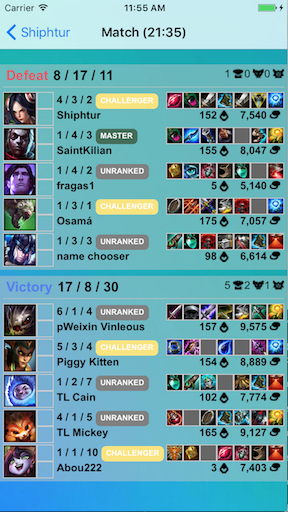 Carrier 11:55 AM
Shiphtur Match (21:35)
Defeat 8 / 17 / 11 1 0 0
4 / 3 / 2 CHALLENGER
Shiphtur 152 7,540
1 / 4 / 3 MASTER
SaintKilian 155 8,047
1 / 4 / 2 UNRANKED
fragas1 5 5,140
1 / 3 / 1 CHALLENGER
Osamá 175 7,057
1 / 3 / 3 UNRANKED
name chooser 98 6,614
Victory 17 / 8 / 30 5 2 1
6 / 1 / 4 UNRANKED
pWeixin Vinleous 157 9,575
5 / 3 / 4 CHALLENGER
Piggy Kitten 154 8,889
1 / 2 / 7 UNRANKED
TL Cain 102 7,774
4 / 1 / 5 UNRANKED
TL Mickey 165 9,127
1 / 1 / 10 CHALLENGER
Abou222 3 7,403